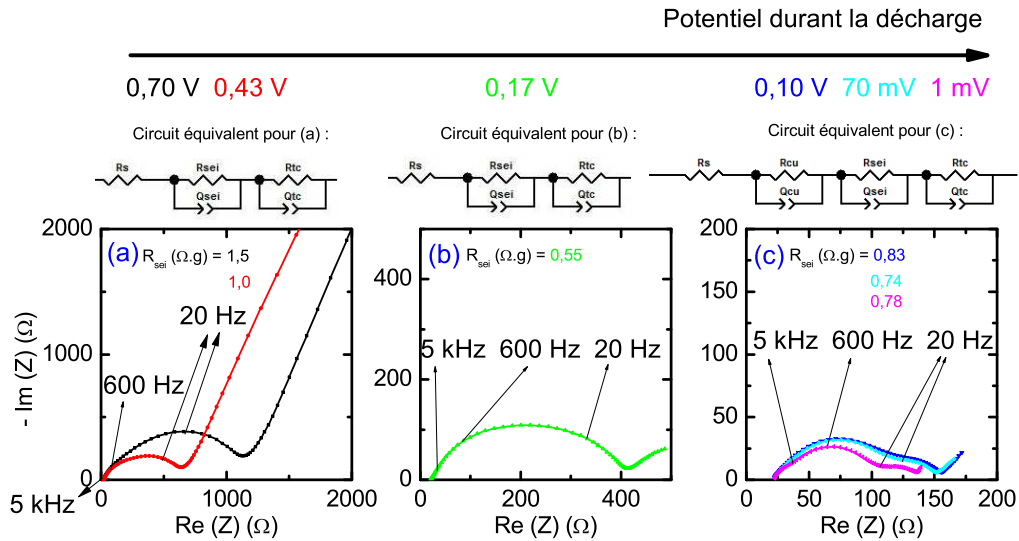 Potentiel durant la décharge
0,70 V 0,43 V 0,17 V 0,10 V 70 mV 1 mV
Circuit équivalent pour (a) :
Rs Rsei Rtc
Qsei Qtc
Circuit équivalent pour (b) :
Rs Rsei Rtc
Qsei Qtc
Circuit équivalent pour (c) :
Rs Rcu Rsei Rtc
Qcu Qsei Qtc
- Im (Z) (Ω)
2000
1000
0
(a) Rsei (Ω.g) = 1,5
1,0
20 Hz
600 Hz
5 kHz
0 1000 2000
Re (Z) (Ω)
400
200
0
(b) Rsei (Ω.g) = 0,55
5 kHz 600 Hz 20 Hz
0 200 400
Re (Z) (Ω)
200
175
150
125
100
75
50
25
0
(c) Rsei (Ω.g) = 0,83
0,74
0,78
5 kHz 600 Hz 20 Hz
0 50 100 150 200
Re (Z) (Ω)